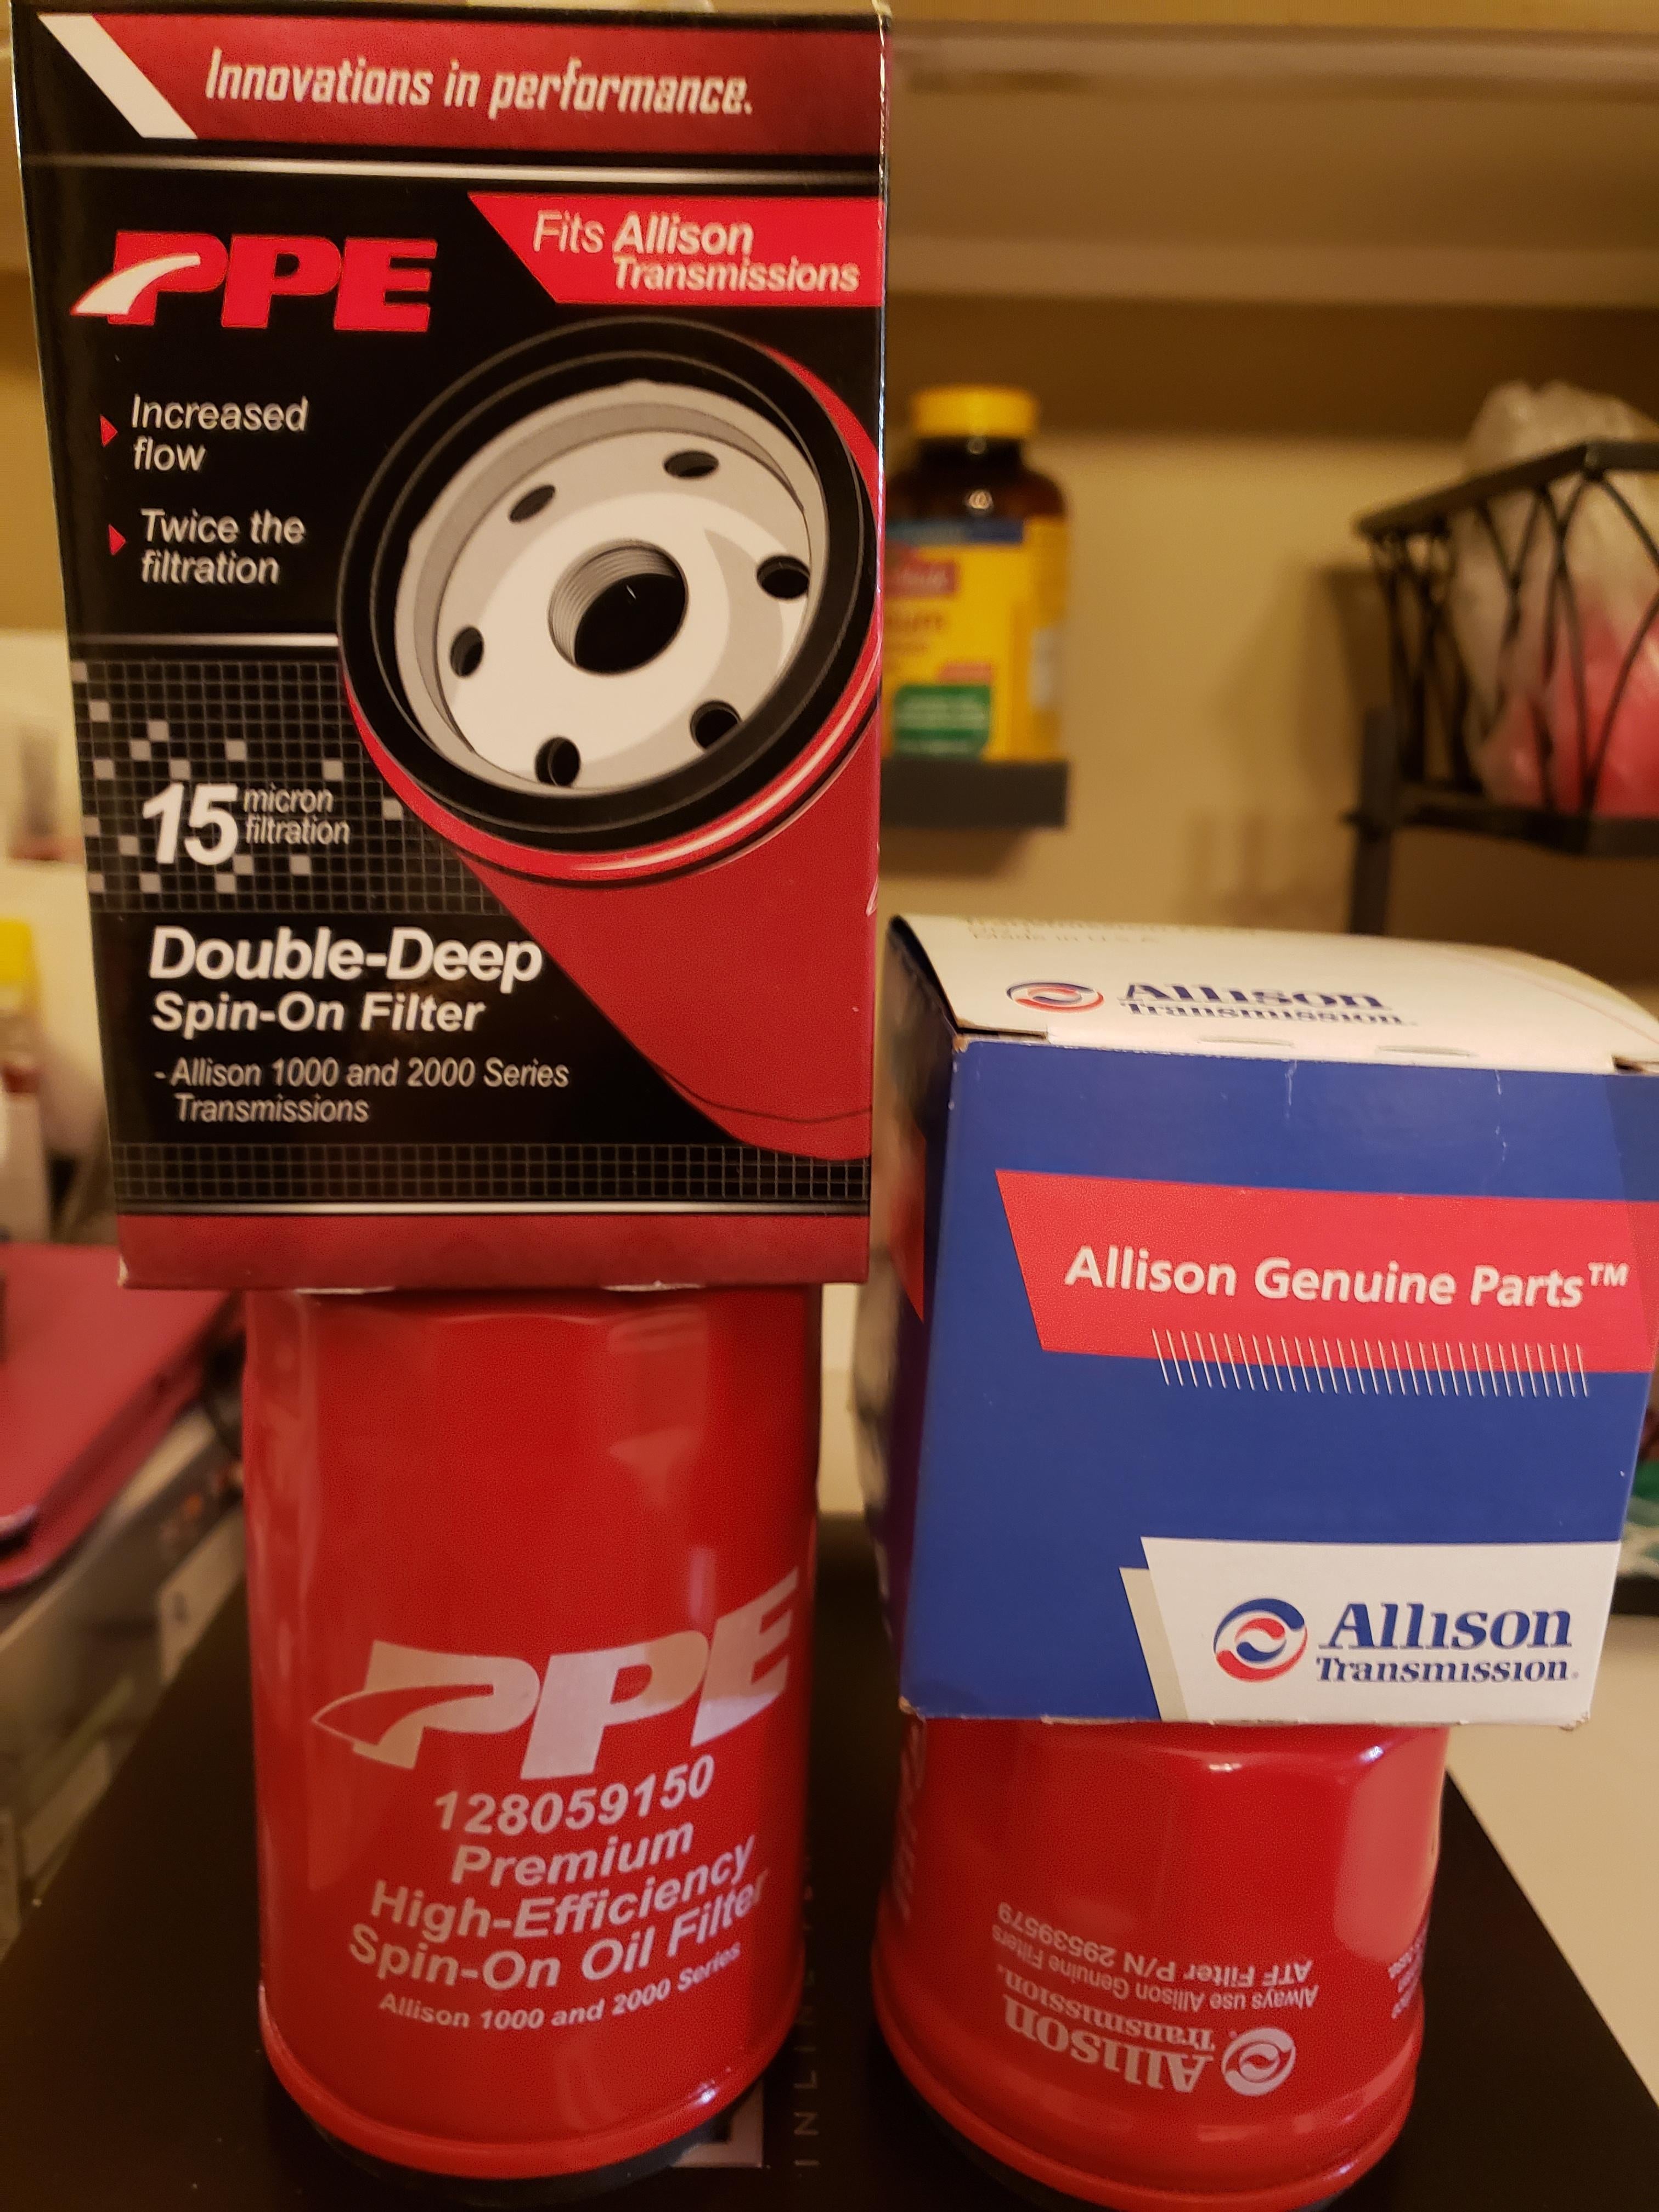 Innovations in performance.
PPE
Fits Allison
Transmissions
Increased
flow
Twice the
filtration
15 micron
filtration
Double-Deep
Spin-On Filter
- Allison 1000 and 2000 Series
Transmissions
PPE
128059150
Premium
High-Efficiency
Spin-On Oil Filter
Allison 1000 and 2000 Series
Made in U.S.A.
Allison
Transmission
Allison Genuine Parts™
Allison
Transmission
Allison
Transmission.
Always use Allison Genuine Filters
ATF Filter P/N 29539579
INLIN